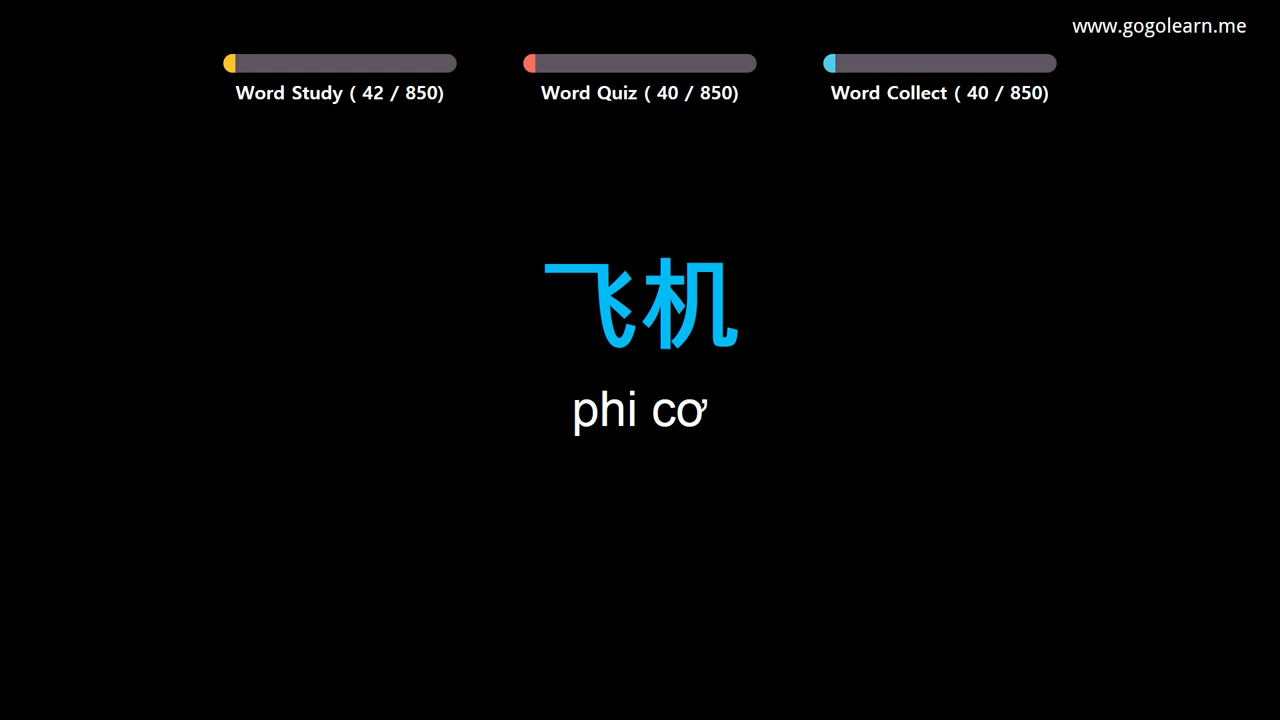 www.gogolearn.me
Word Study ( 42 / 850)
Word Quiz ( 40 / 850)
Word Collect ( 40 / 850)
飞机
phi cơ